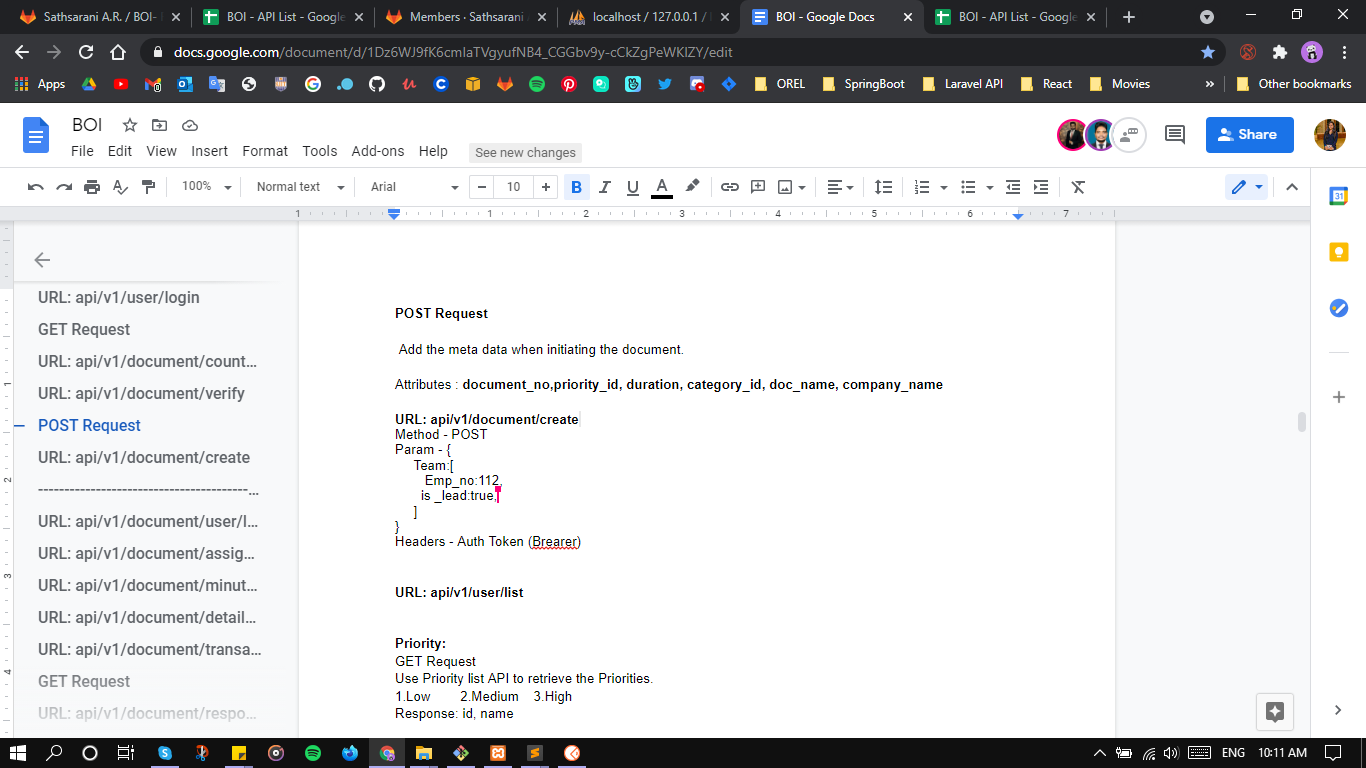 Sathsarani A.R. / BOI-
BOI - API List - Google
Members · Sathsarani
localhost / 127.0.0.1 /
BOI - Google Docs
BOI - API List - Google
docs.google.com/document/d/1Dz6WJ9fK6cmIaTVgyufNB4_CGGbv9y-cCkZgPeWKIZY/edit
Apps
OREL
SpringBoot
Laravel API
React
Movies
»
Other bookmarks
BOI
File Edit View Insert Format Tools Add-ons Help See new changes
Share
100% Normal text Arial 10 B I U A
1 1 2 3 4 5 6 7
URL: api/v1/user/login
GET Request
URL: api/v1/document/count...
URL: api/v1/document/verify
POST Request
URL: api/v1/document/create
----------------------------------------...
URL: api/v1/document/user/l...
URL: api/v1/document/assig...
URL: api/v1/document/minut...
URL: api/v1/document/detail...
URL: api/v1/document/transa...
GET Request
URL: api/v1/document/respo...
POST Request
Add the meta data when initiating the document.
Attributes : document_no,priority_id, duration, category_id, doc_name, company_name
URL: api/v1/document/create
Method - POST
Param - {
Team:[
Emp_no:112,
is _lead:true,
]
}
Headers - Auth Token (Brearer)
URL: api/v1/user/list
Priority:
GET Request
Use Priority list API to retrieve the Priorities.
1.Low 2.Medium 3.High
Response: id, name
ENG 10:11 AM